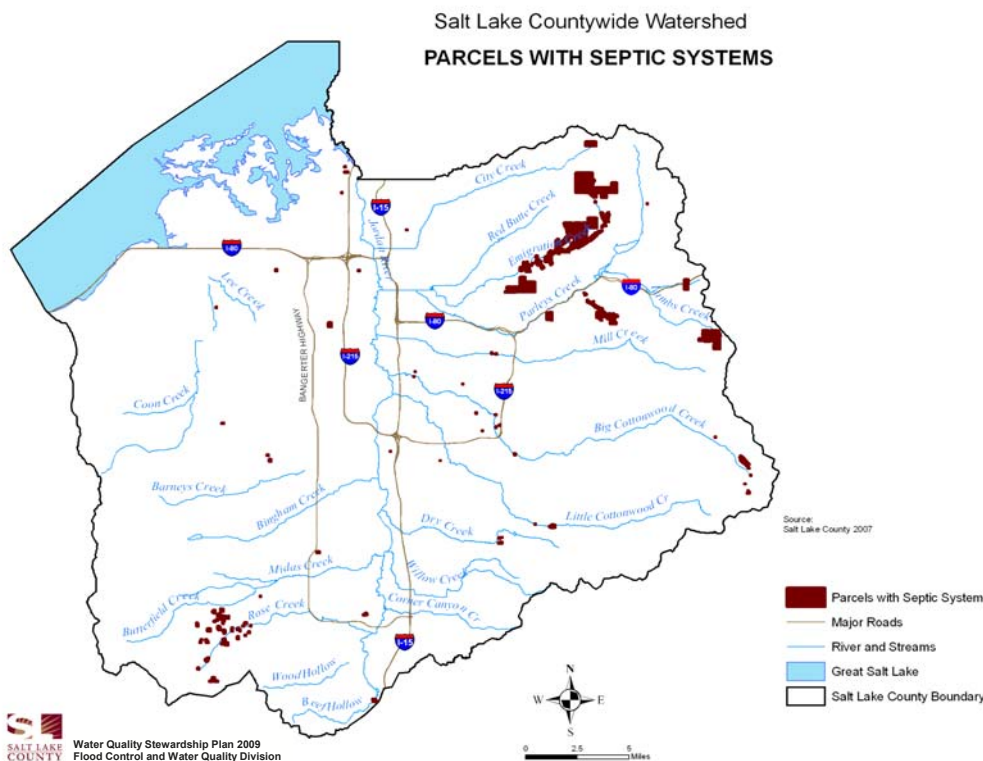 Salt Lake Countywide Watershed
PARCELS WITH SEPTIC SYSTEMS
City Creek
I-15
Red Butte Creek
Jordan River
Emigration Creek
I-80
Lee Creek
Parleys Creek
I-80
I-80
BANGERTER HIGHWAY
Mill Creek
I-215
I-215
Coon Creek
Big Cottonwood Creek
Barneys Creek
Bingham Creek
Little Cottonwood Cr
Dry Creek
Source:
Salt Lake County 2007
Midas Creek
Willow Creek
Butterfield Creek
Rose Creek
Corner Canyon Cr
I-15
Wood Hollow
Beef Hollow
Parcels with Septic System
Major Roads
River and Streams
Great Salt Lake
Salt Lake County Boundary
N
W
E
S
0 2.5 5
Miles
SL
SALT LAKE
COUNTY
Water Quality Stewardship Plan 2009
Flood Control and Water Quality Division